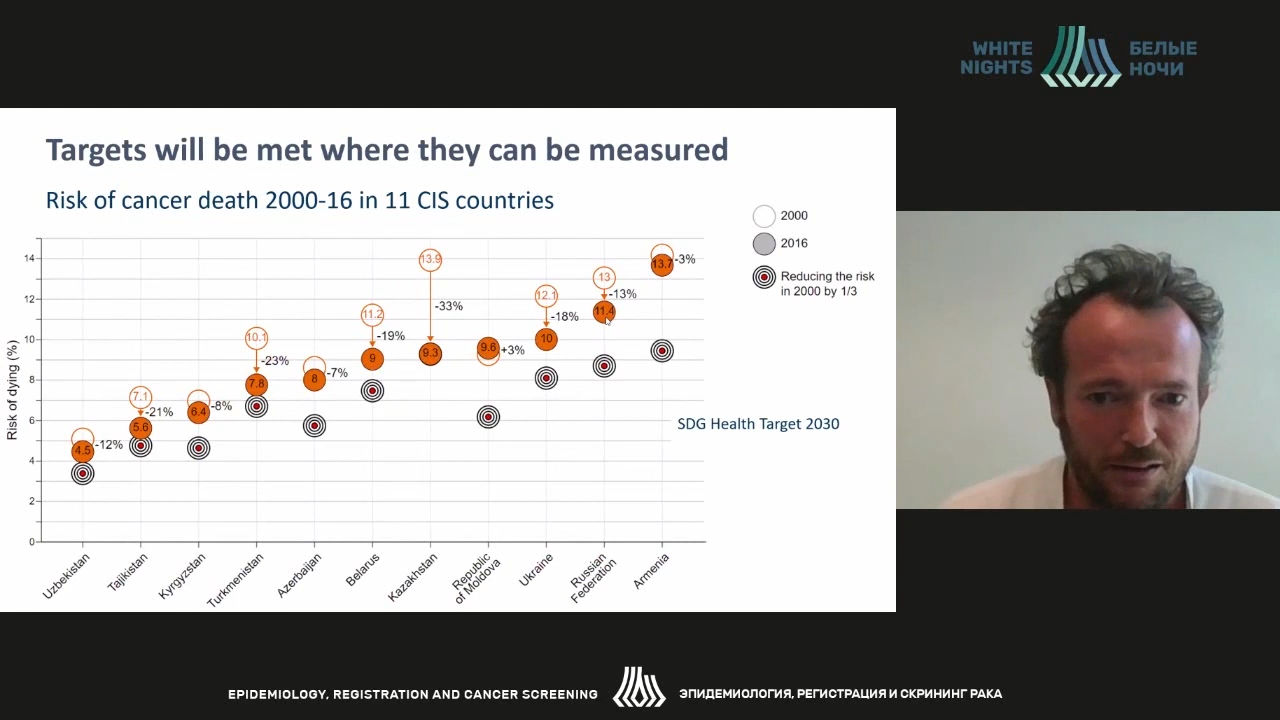 WHITE
NIGHTS
БЕЛЫЕ
НОЧИ
Targets will be met where they can be measured
Risk of cancer death 2000-16 in 11 CIS countries
2000
2016
Reducing the risk
in 2000 by 1/3
Risk of dying (%)
14
12
10
8
6
4
2
0
4.5
-12%
7.1
-21%
5.6
6.4
-8%
10.1
-23%
7.8
8
-7%
11.2
-19%
9
13.9
-33%
9.3
9.6
+3%
12.1
-18%
10
13
-13%
11.4
13.7
-3%
SDG Health Target 2030
Uzbekistan
Tajikistan
Kyrgyzstan
Turkmenistan
Azerbaijan
Belarus
Kazakhstan
Republic
of Moldova
Ukraine
Russian
Federation
Armenia
EPIDEMIOLOGY, REGISTRATION AND CANCER SCREENING
ЭПИДЕМИОЛОГИЯ, РЕГИСТРАЦИЯ И СКРИНИНГ РАКА